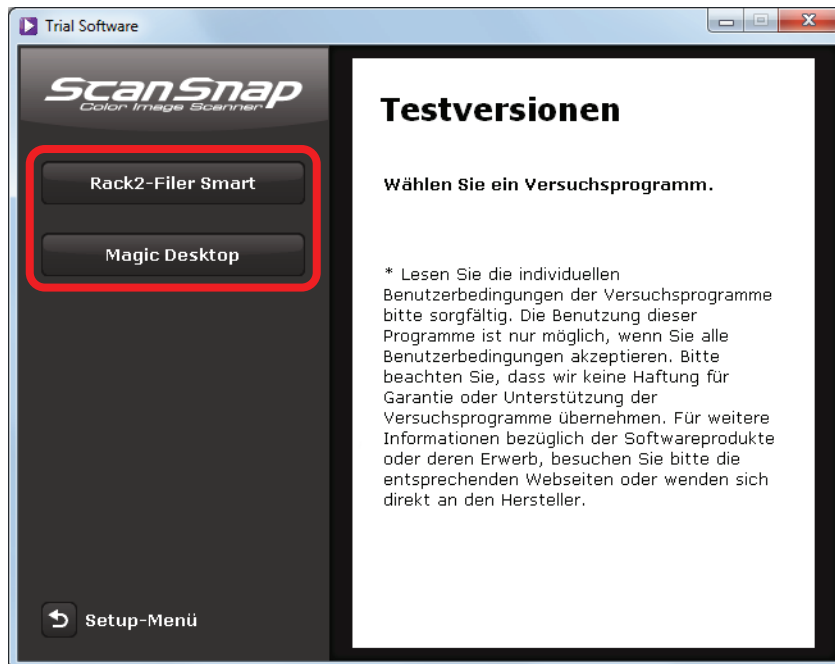 Trial Software
ScanSnap
Color Image Scanner
Rack2-Filer Smart
Magic Desktop
Setup-Menü
Testversionen
Wählen Sie ein Versuchsprogramm.
* Lesen Sie die individuellen
Benutzerbedingungen der Versuchsprogramme
bitte sorgfältig. Die Benutzung dieser
Programme ist nur möglich, wenn Sie alle
Benutzerbedingungen akzeptieren. Bitte
beachten Sie, dass wir keine Haftung für
Garantie oder Unterstützung der
Versuchsprogramme übernehmen. Für weitere
Informationen bezüglich der Softwareprodukte
oder deren Erwerb, besuchen Sie bitte die
entsprechenden Webseiten oder wenden sich
direkt an den Hersteller.